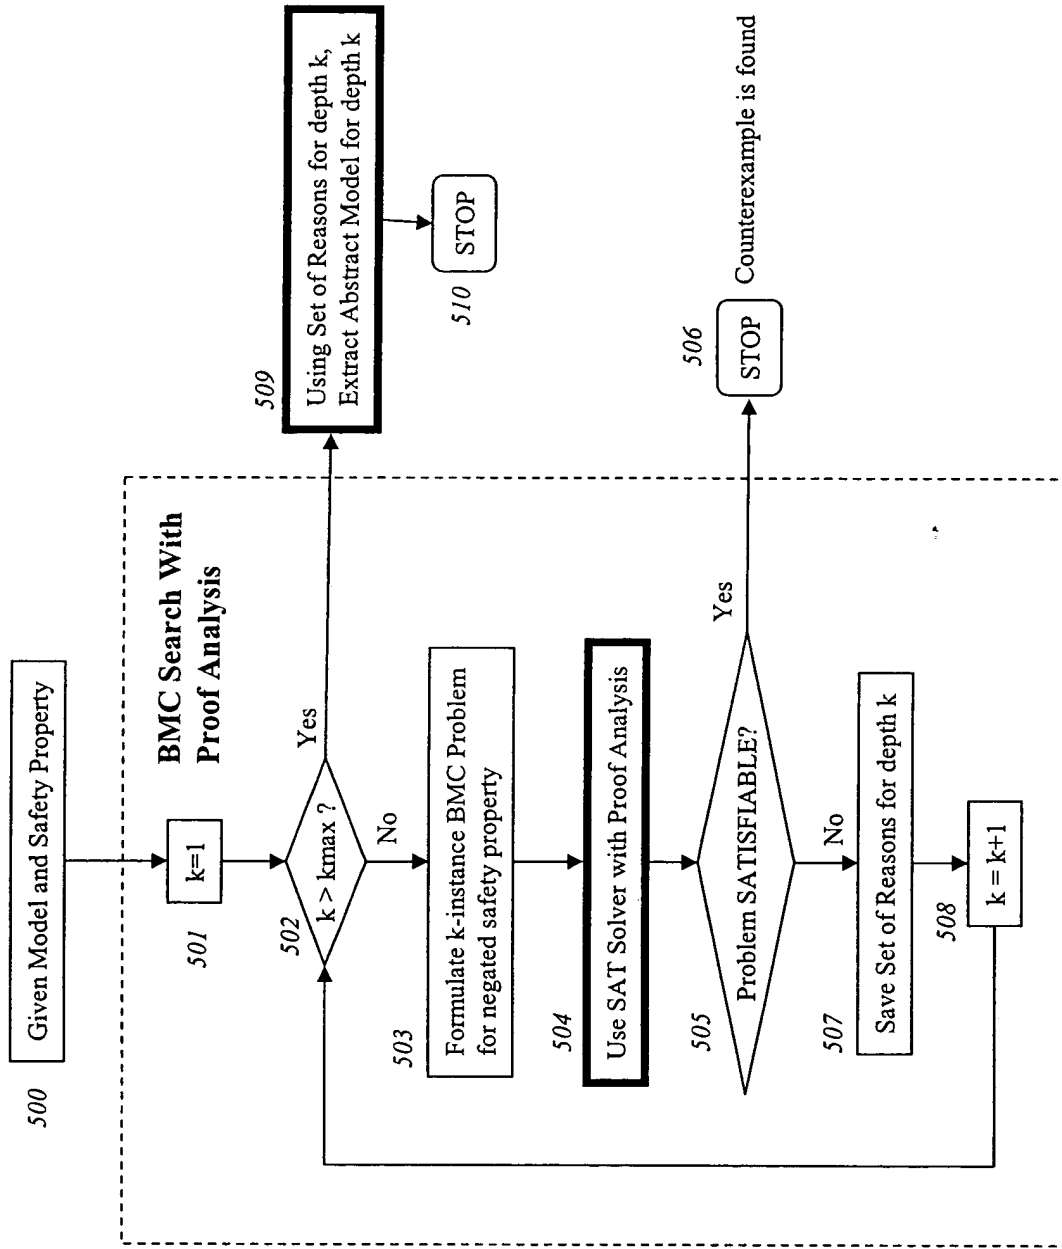 500
Given Model and Safety Property
BMC Search With
Proof Analysis
501
k=1
502
k > kmax ?
Yes
No
509
Using Set of Reasons for depth k,
Extract Abstract Model for depth k
510
STOP
503
Formulate k-instance BMC Problem
for negated safety property
504
Use SAT Solver with Proof Analysis
505
Problem SATISFIABLE?
Yes
No
506
STOP
Counterexample is found
507
Save Set of Reasons for depth k
508
k = k+1